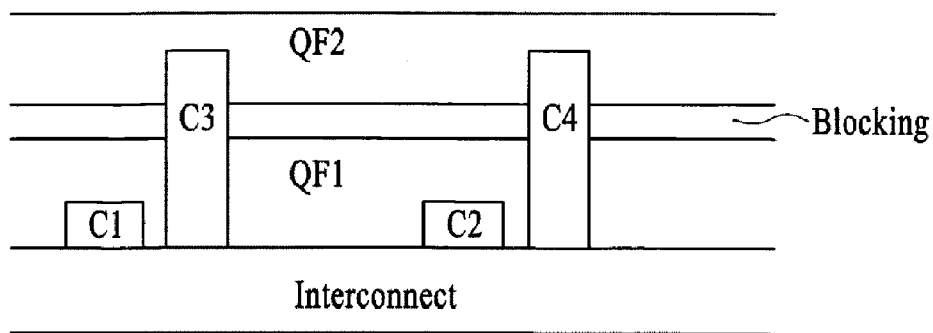 QF2
C3
C4
Blocking
QF1
C1
C2
Interconnect